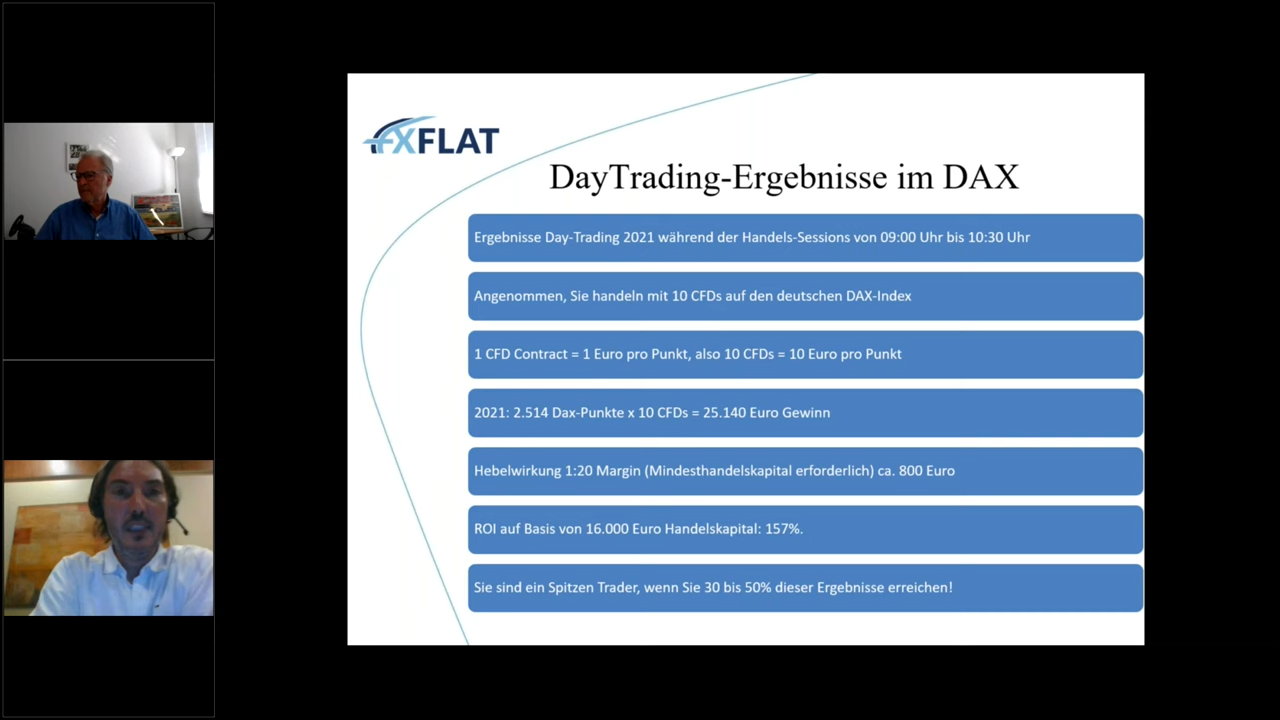 FXFLAT
DayTrading-Ergebnisse im DAX
Ergebnisse Day-Trading 2021 während der Handels-Sessions von 09:00 Uhr bis 10:30 Uhr
Angenommen, Sie handeln mit 10 CFDs auf den deutschen DAX-Index
1 CFD Contract = 1 Euro pro Punkt, also 10 CFDs = 10 Euro pro Punkt
2021: 2.514 Dax-Punkte x 10 CFDs = 25.140 Euro Gewinn
Hebelwirkung 1:20 Margin (Mindesthandelskapital erforderlich) ca. 800 Euro
ROI auf Basis von 16.000 Euro Handelskapital: 157%.
Sie sind ein Spitzen Trader, wenn Sie 30 bis 50% dieser Ergebnisse erreichen!